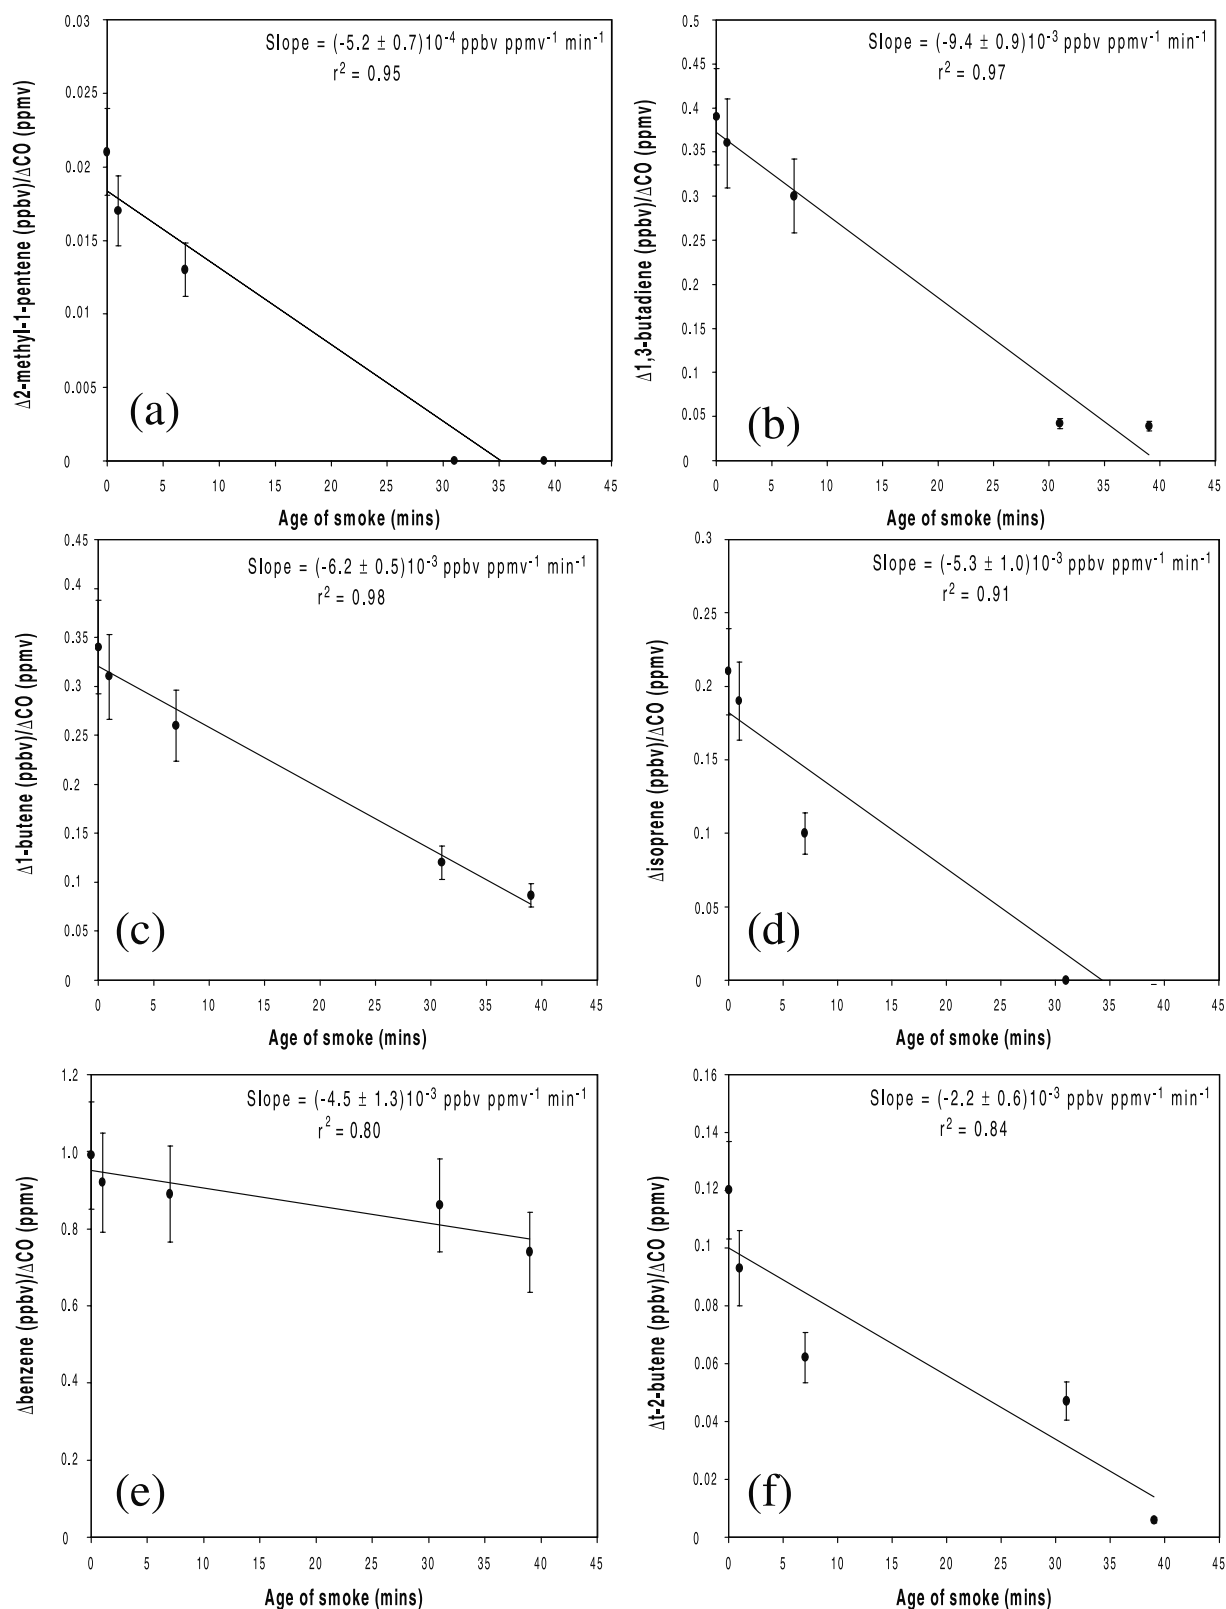 Slope = (-5.2 ± 0.7)10⁻⁴ ppbv ppmv⁻¹ min⁻¹
r² = 0.95
0.03
0.025
0.02
0.015
0.01
0.005
0
Δ2-methyl-1-pentene (ppbv)/ΔCO (ppmv)
(a)
0 5 10 15 20 25 30 35 40 45
Age of smoke (mins)
Slope = (-9.4 ± 0.9)10⁻³ ppbv ppmv⁻¹ min⁻¹
r² = 0.97
0.5
0.45
0.4
0.35
0.3
0.25
0.2
0.15
0.1
0.05
0
Δ1,3-butadiene (ppbv)/ΔCO (ppmv)
(b)
0 5 10 15 20 25 30 35 40 45
Age of smoke (mins)
Slope = (-6.2 ± 0.5)10⁻³ ppbv ppmv⁻¹ min⁻¹
r² = 0.98
0.45
0.4
0.35
0.3
0.25
0.2
0.15
0.1
0.05
0
Δ1-butene (ppbv)/ΔCO (ppmv)
(c)
0 5 10 15 20 25 30 35 40 45
Age of smoke (mins)
Slope = (-5.3 ± 1.0)10⁻³ ppbv ppmv⁻¹ min⁻¹
r² = 0.91
0.3
0.25
0.2
0.15
0.1
0.05
0
Δisoprene (ppbv)/ΔCO (ppmv)
(d)
0 5 10 15 20 25 30 35 40 45
Age of smoke (mins)
Slope = (-4.5 ± 1.3)10⁻³ ppbv ppmv⁻¹ min⁻¹
r² = 0.80
1.2
1.0
0.8
0.6
0.4
0.2
0
Δbenzene (ppbv)/ΔCO (ppmv)
(e)
0 5 10 15 20 25 30 35 40 45
Age of smoke (mins)
Slope = (-2.2 ± 0.6)10⁻³ ppbv ppmv⁻¹ min⁻¹
r² = 0.84
0.16
0.14
0.12
0.1
0.08
0.06
0.04
0.02
0
Δt-2-butene (ppbv)/ΔCO (ppmv)
(f)
0 5 10 15 20 25 30 35 40 45
Age of smoke (mins)